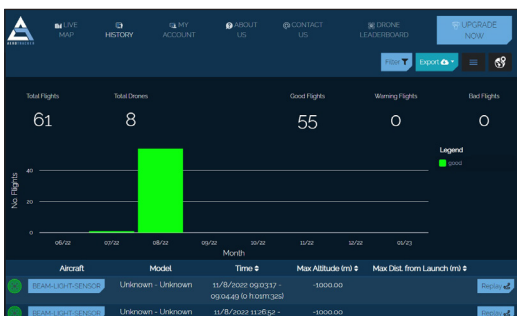 LIVE MAP
HISTORY
MY ACCOUNT
ABOUT US
CONTACT US
DRONE LEADERBOARD
UPGRADE NOW
Filter
Export
Total Flights
Total Drones
Good Flights
Warning Flights
Bad Flights
61
8
55
0
0
Legend
good
No. Flights
40
20
0
06/22
07/22
08/22
09/22
10/22
11/22
12/22
01/23
Month
Aircraft
Model
Time
Max Altitude (m)
Max Dist. from Launch (m)
BEAM-LIGHT-SENSOR
Unknown - Unknown
11/8/2022 09:03:17 -
09:04:49 (0 h:01m:32s)
-1000.00
Replay
BEAM-LIGHT-SENSOR
Unknown - Unknown
11/8/2022 11:26:52 -
-1000.00
Replay